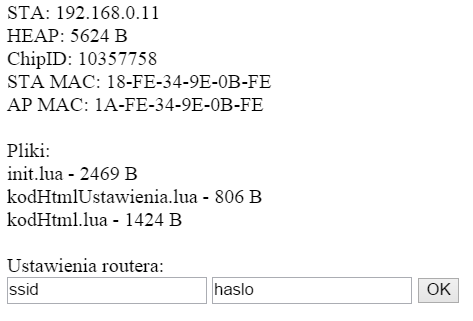 STA: 192.168.0.11
HEAP: 5624 B
ChipID: 10357758
STA MAC: 18-FE-34-9E-0B-FE
AP MAC: 1A-FE-34-9E-0B-FE
Pliki:
init.lua - 2469 B
kodHtmlUstawienia.lua - 806 B
kodHtml.lua - 1424 B
Ustawienia routera:
ssid haslo OK